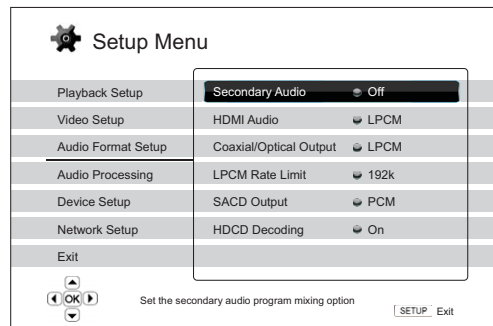 Setup Menu
Playback Setup
Secondary Audio Off
Video Setup
HDMI Audio LPCM
Audio Format Setup
Coaxial/Optical Output LPCM
Audio Processing
LPCM Rate Limit 192k
Device Setup
SACD Output PCM
Network Setup
HDCD Decoding On
Exit
OK
Set the secondary audio program mixing option
SETUP Exit